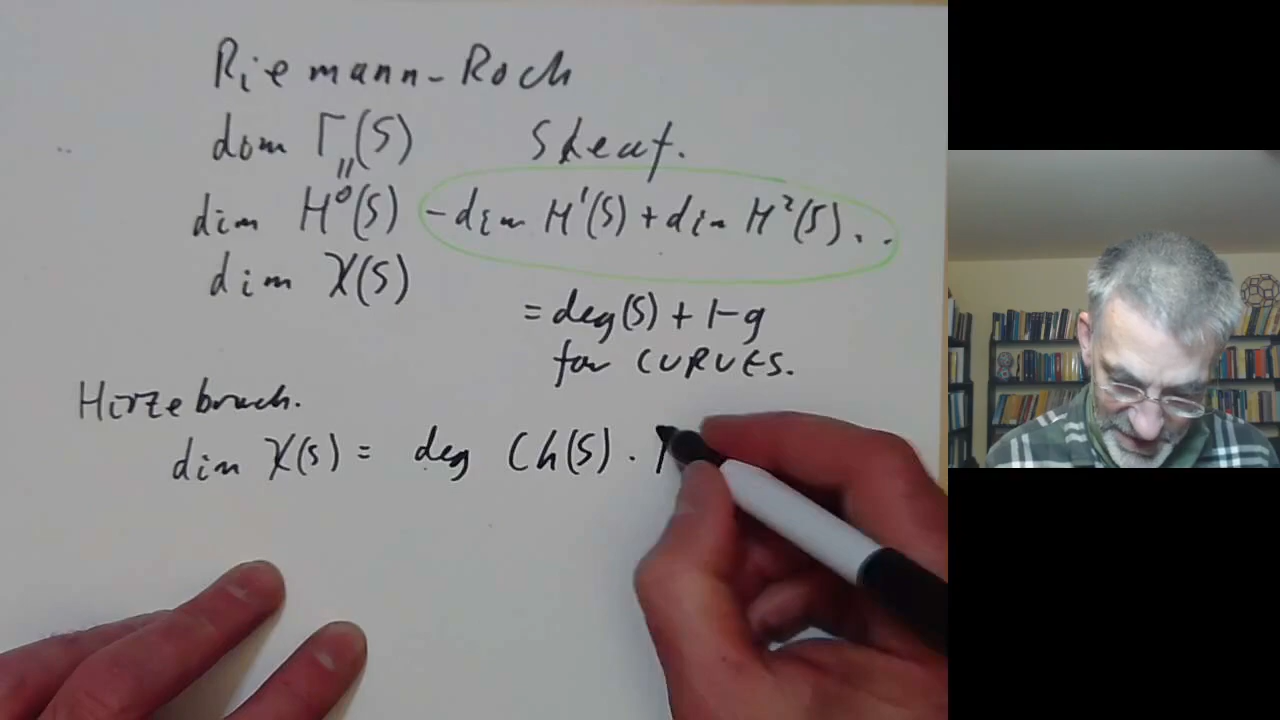 Riemann-Roch
dim Γ(S) Sheaf.
=
dim H⁰(S) - dim H¹(S) + dim H²(S) . .
dim χ(S)
= deg(S) + 1-g
for CURVES.
Hirzebruch.
dim χ(S) = deg Ch(S) .